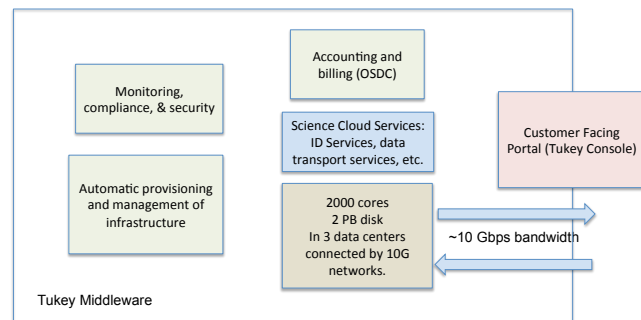 Accounting and
billing (OSDC)
Monitoring,
compliance, & security
Science Cloud Services:
ID Services, data
transport services, etc.
Customer Facing
Portal (Tukey Console)
Automatic provisioning
and management of
infrastructure
2000 cores
2 PB disk
In 3 data centers
connected by 10G
networks.
~10 Gbps bandwidth
Tukey Middleware